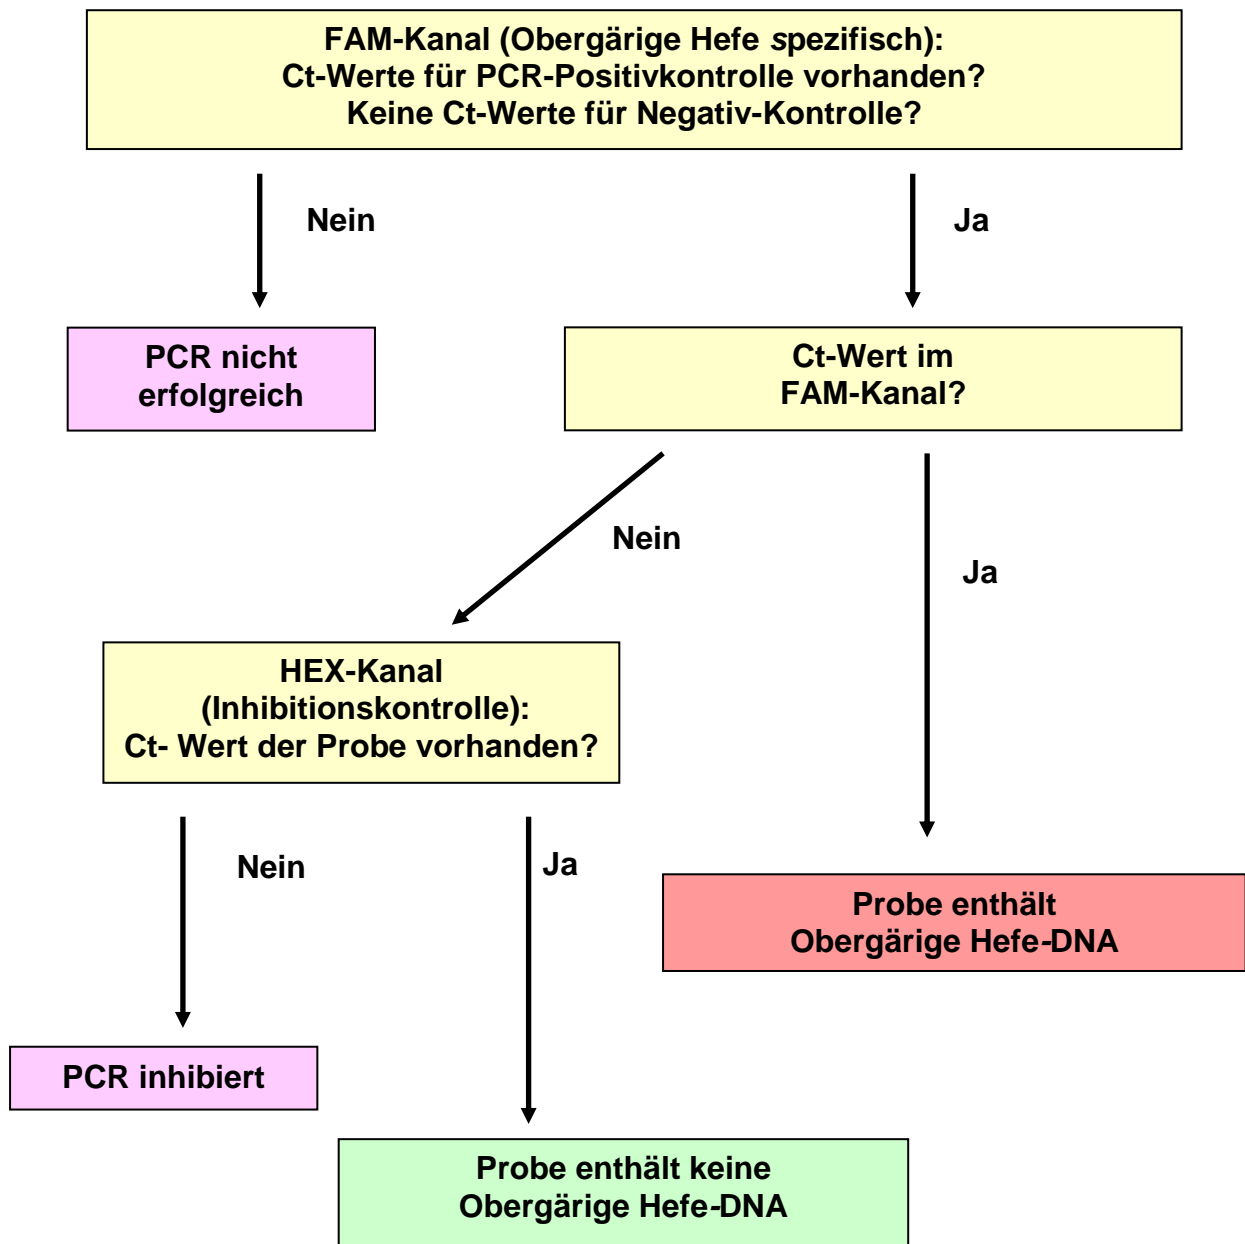 FAM-Kanal (Obergärige Hefe spezifisch):
Ct-Werte für PCR-Positivkontrolle vorhanden?
Keine Ct-Werte für Negativ-Kontrolle?
Nein
Ja
PCR nicht
erfolgreich
Ct-Wert im
FAM-Kanal?
Nein
Ja
HEX-Kanal
(Inhibitionskontrolle):
Ct- Wert der Probe vorhanden?
Nein
Ja
Probe enthält
Obergärige Hefe-DNA
PCR inhibiert
Probe enthält keine
Obergärige Hefe-DNA